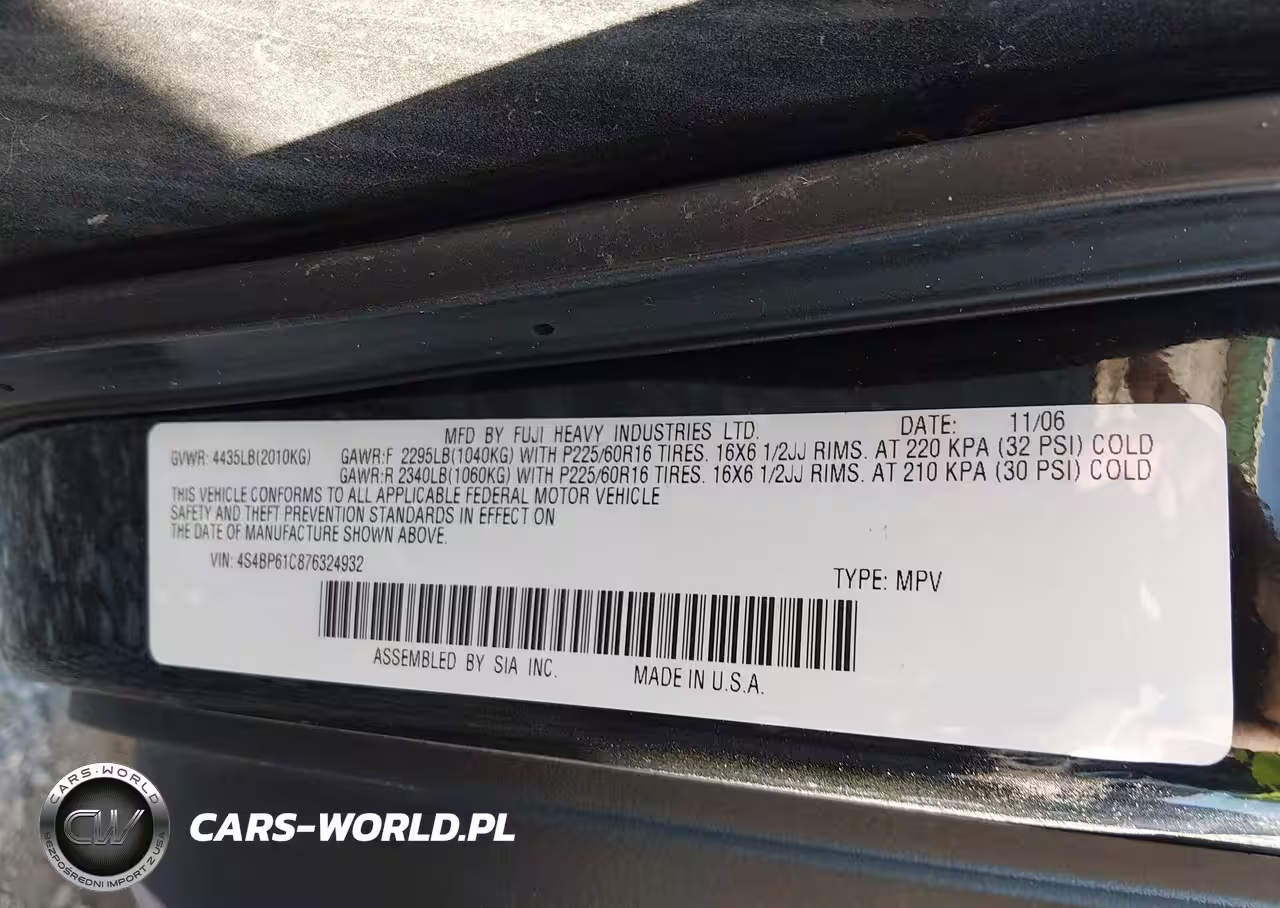 MFD BY FUJI HEAVY INDUSTRIES LTD. DATE: 11/06
GVWR: 4435LB(2010KG) GAWR:F 2295LB(1040KG) WITH P225/60R16 TIRES. 16X6 1/2JJ RIMS. AT 220 KPA (32 PSI) COLD
GAWR:R 2340LB(1060KG) WITH P225/60R16 TIRES. 16X6 1/2JJ RIMS. AT 210 KPA (30 PSI) COLD
THIS VEHICLE CONFORMS TO ALL APPLICABLE FEDERAL MOTOR VEHICLE
SAFETY AND THEFT PREVENTION STANDARDS IN EFFECT ON
THE DATE OF MANUFACTURE SHOWN ABOVE.
VIN: 4S4BP61C876324932
TYPE: MPV
ASSEMBLED BY SIA INC. MADE IN U.S.A.
CARS-WORLD
CW
BEZPOŚREDNI IMPORT Z USA
CARS-WORLD.PL